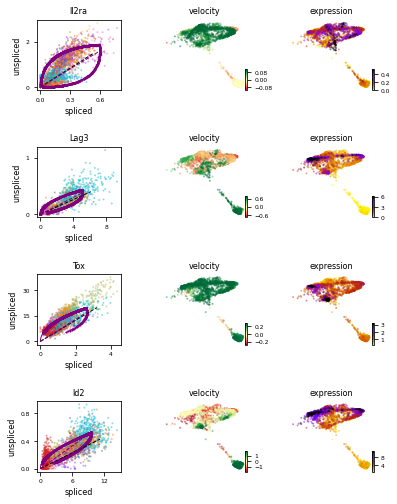 Il2ra velocity expression
unspliced
2
0
0.0 0.3 0.6
spliced
0.08
0.00
−0.08
0.4
0.2
0.0
Lag3 velocity expression
unspliced
1
0
0 4 8
spliced
0.6
0.0
−0.6
6
3
0
Tox velocity expression
unspliced
30
15
0
0 2 4
spliced
0.2
0.0
−0.2
3
2
1
Id2 velocity expression
unspliced
0.8
0.4
0.0
0 6 12
spliced
1
0
−1
8
4